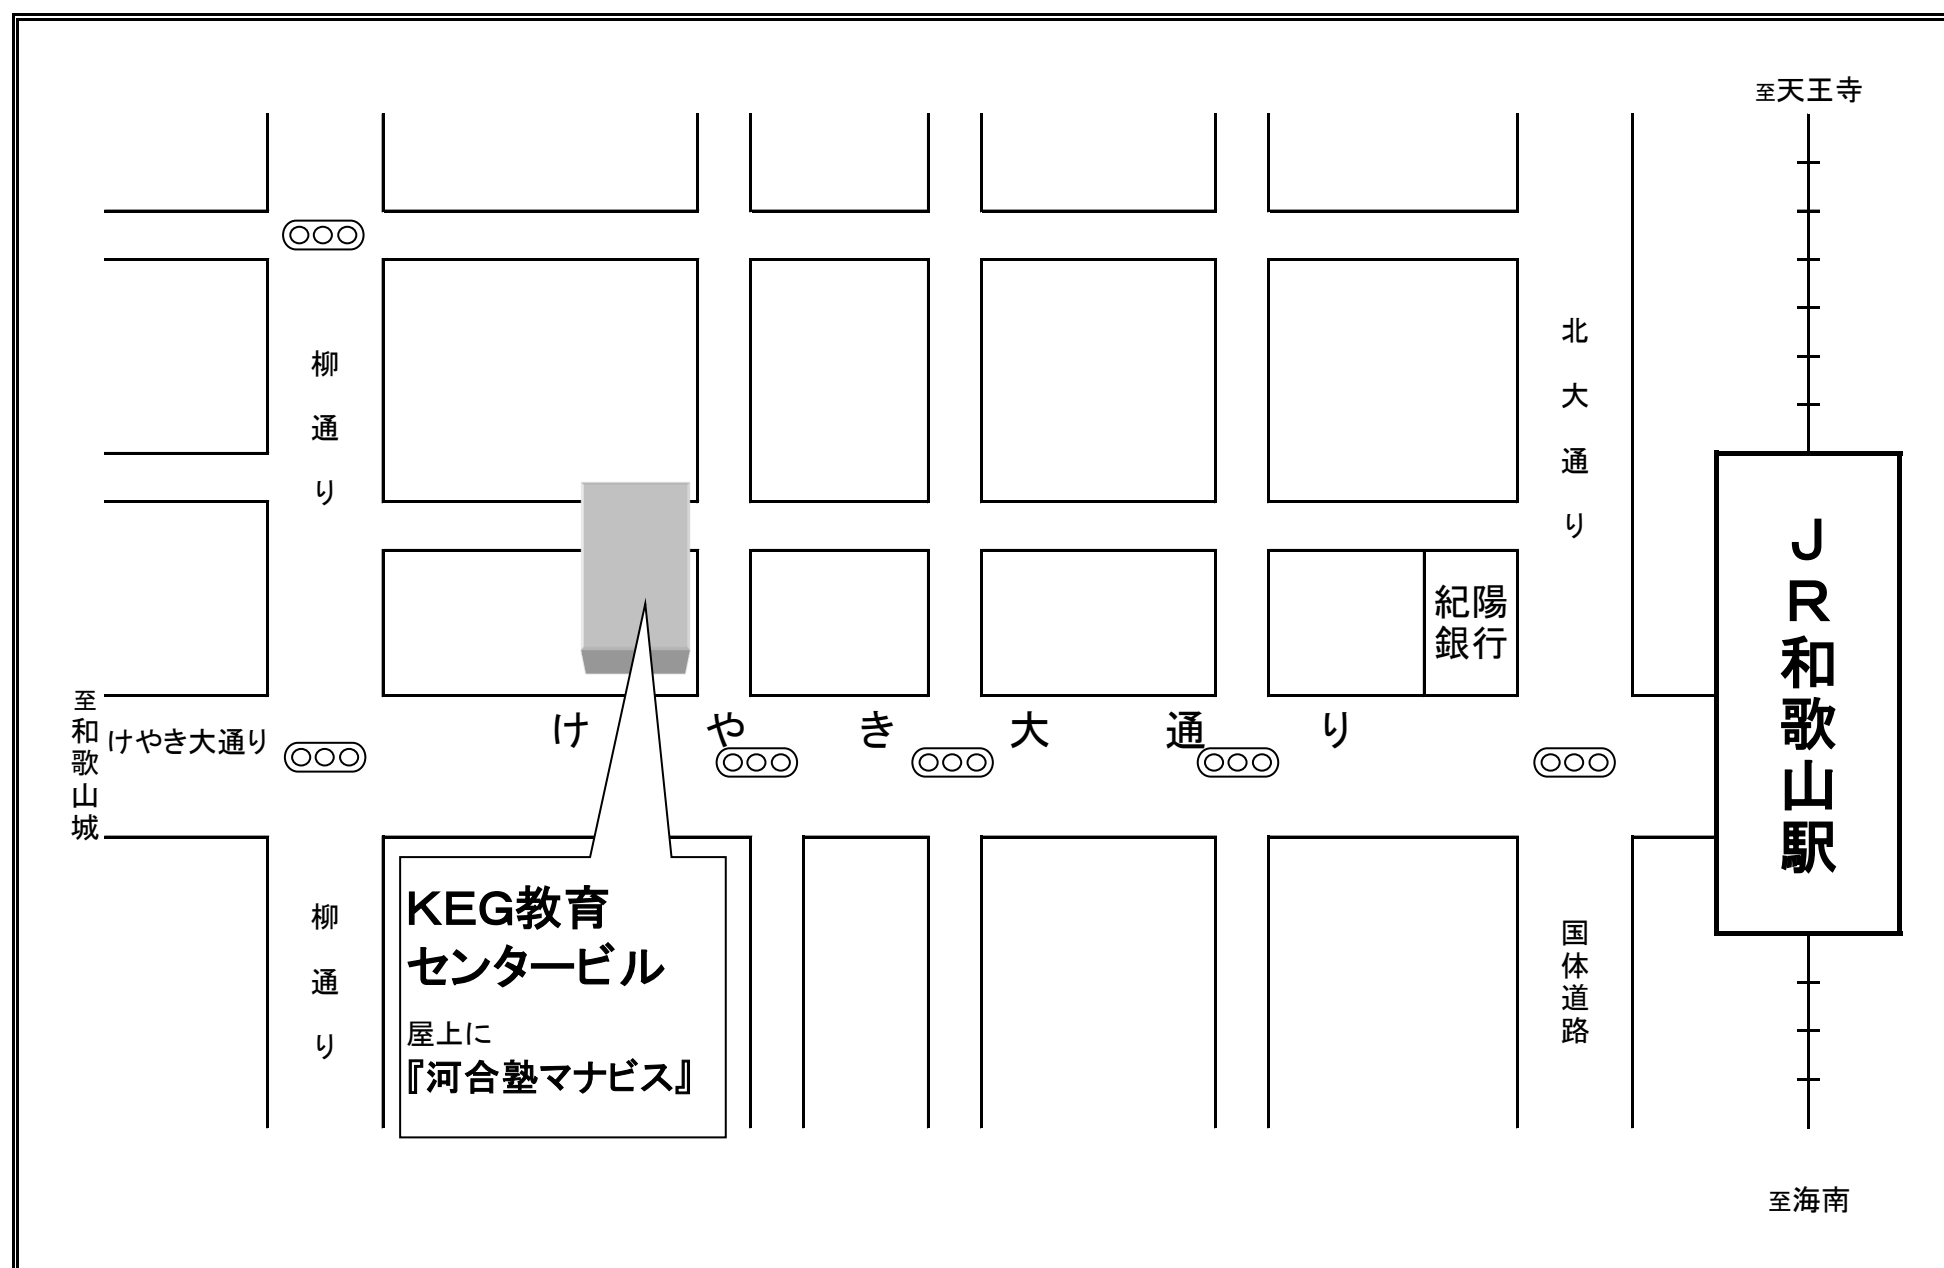 至天王寺
柳通り
北大通り
JR和歌山駅
紀陽
銀行
至和歌山城
けやき大通り
けやき大通り
KEG教育
センタービル
屋上に
『河合塾マナビス』
柳通り
国体道路
至海南